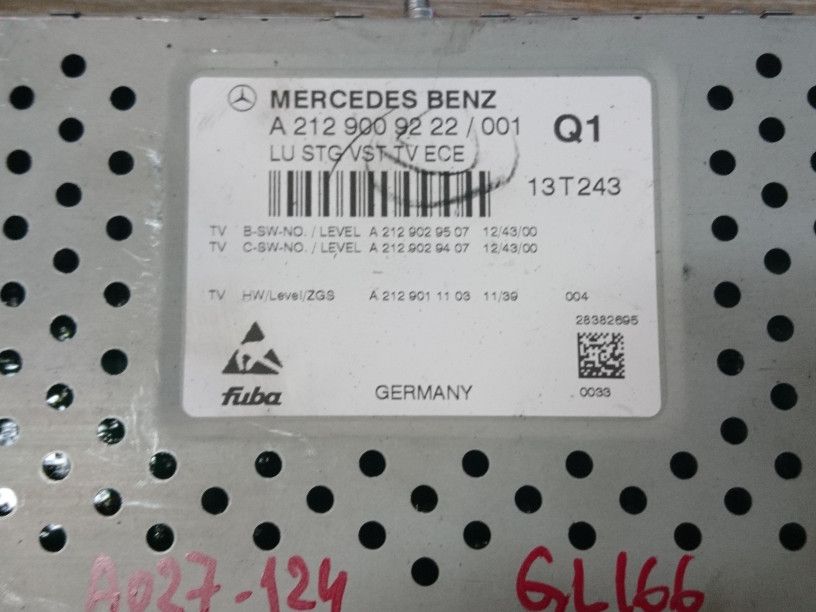 MERCEDES BENZ
A 212 900 92 22 / 001 Q1
LU STG VST TV ECE
13T243
TV B-SW-NO. / LEVEL A 212 902 95 07 12/43/00
TV C-SW-NO. / LEVEL A 212 902 94 07 12/43/00
TV HW/Level/ZGS A 212 901 11 03 11/39 004
28382695
fuba GERMANY 0033
A027-124 GL166